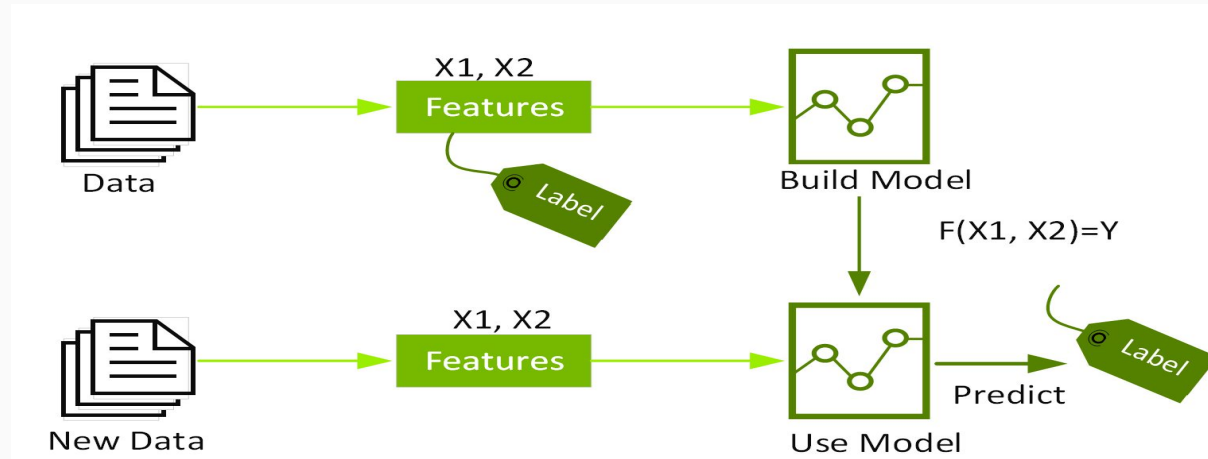 X1, X2
Features
Label
Data
Build Model
F(X1, X2)=Y
X1, X2
Features
Label
Predict
New Data
Use Model